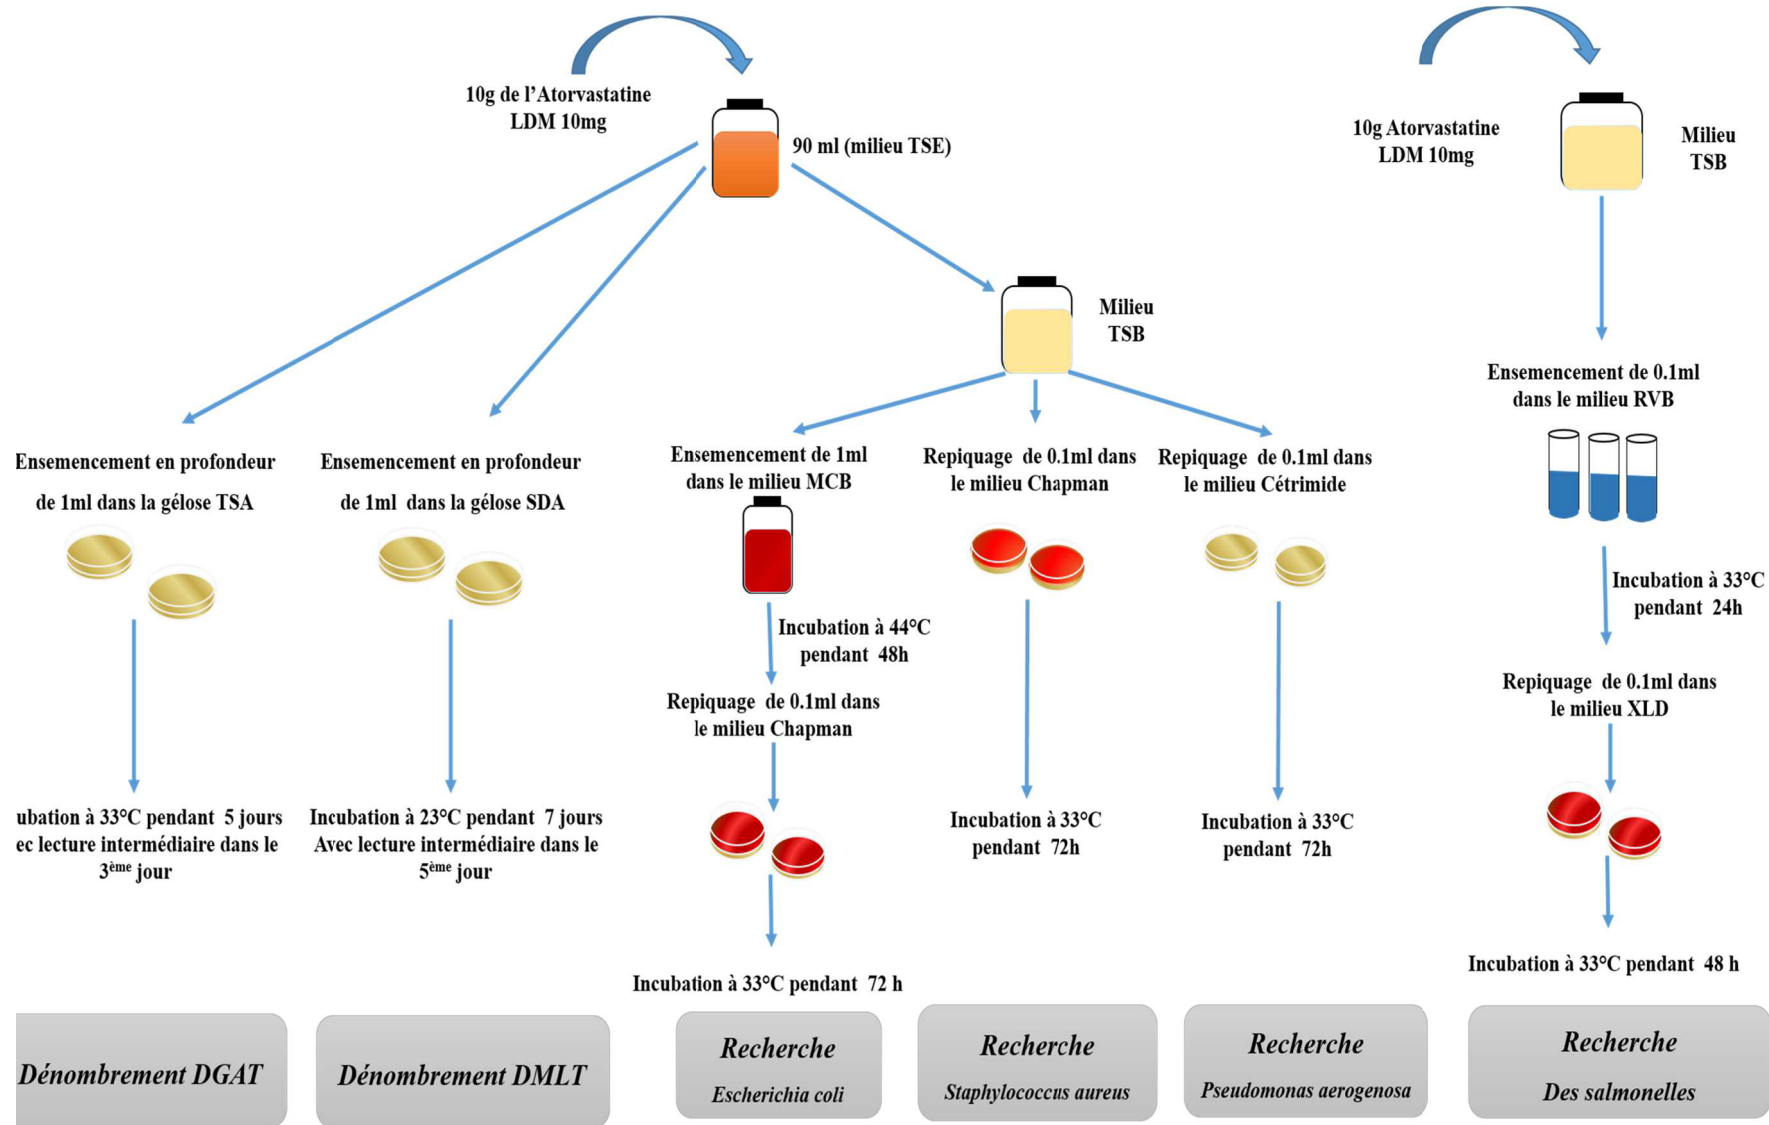 10g de l'Atorvastatine
LDM 10mg
90 ml (milieu TSE)
10g Atorvastatine
LDM 10mg
Milieu
TSB
Milieu
TSB
Ensemencement en profondeur
de 1ml dans la gélose TSA
ubation à 33°C pendant 5 jours
ec lecture intermédiaire dans le
3ème jour
Dénombrement DGAT
Ensemencement en profondeur
de 1ml dans la gélose SDA
Incubation à 23°C pendant 7 jours
Avec lecture intermédiaire dans le
5ème jour
Dénombrement DMLT
Ensemencement de 1ml
dans le milieu MCB
Incubation à 44°C
pendant 48h
Repiquage de 0.1ml dans
le milieu Chapman
Incubation à 33°C pendant 72 h
Recherche
Escherichia coli
Repiquage de 0.1ml dans
le milieu Chapman
Incubation à 33°C
pendant 72h
Recherche
Staphylococcus aureus
Repiquage de 0.1ml dans
le milieu Cétrimide
Incubation à 33°C
pendant 72h
Recherche
Pseudomonas aerogenosa
Ensemencement de 0.1ml
dans le milieu RVB
Incubation à 33°C
pendant 24h
Repiquage de 0.1ml dans
le milieu XLD
Incubation à 33°C pendant 48 h
Recherche
Des salmonelles